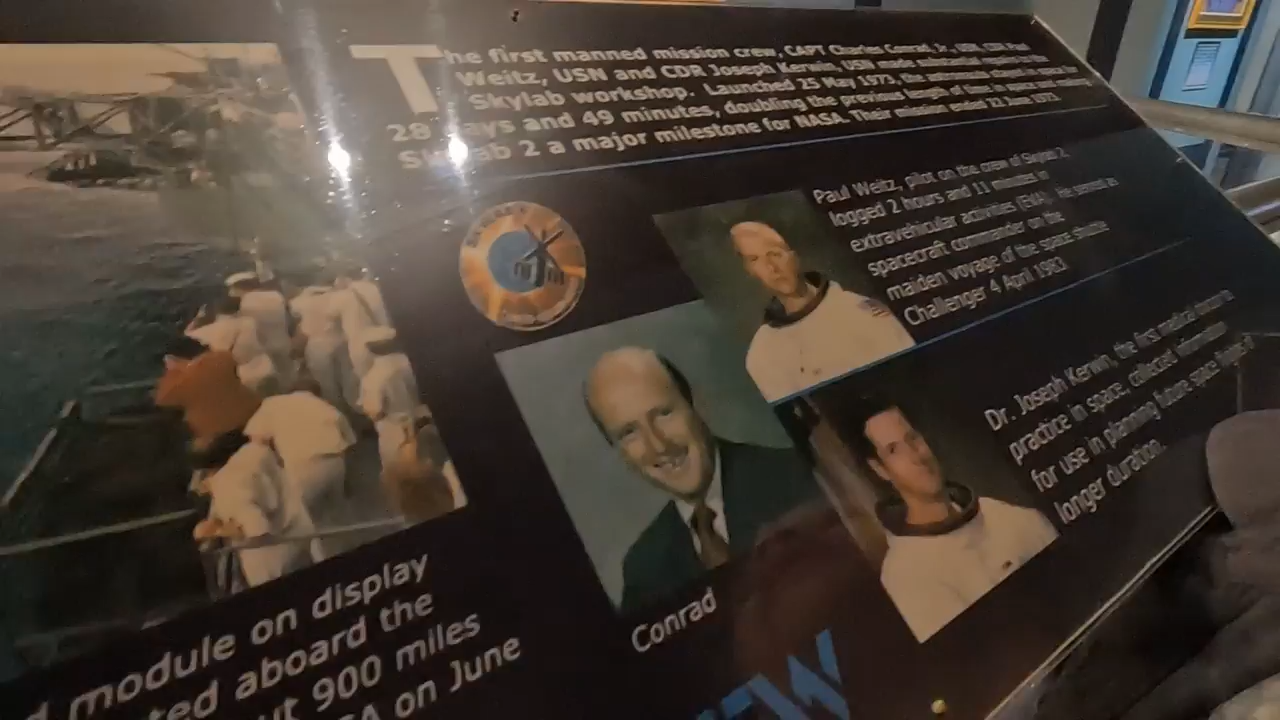 The first manned mission crew, CAPT Charles Conrad, Jr., USN, CDR Paul
Weitz, USN and CDR Joseph Kerwin, USN made
Skylab workshop. Launched 25 May 1973, the astronauts stayed in space for
28 days and 49 minutes, doubling the previous length of time in space
Skylab 2 a major milestone for NASA. Their mission ended 22 June 1973.
Paul Weitz, pilot on the crew of Skylab 2,
logged 2 hours and 11 minutes in
extravehicular activities (EVA). He served as
spacecraft commander on the
maiden voyage of the space shuttle
Challenger 4 April 1983.
Conrad
Dr. Joseph Kerwin, the first medical doctor to
practice in space, collected information
for use in planning future space flights of
longer duration.
d module on display
ted aboard the
ut 900 miles
A on June
EW